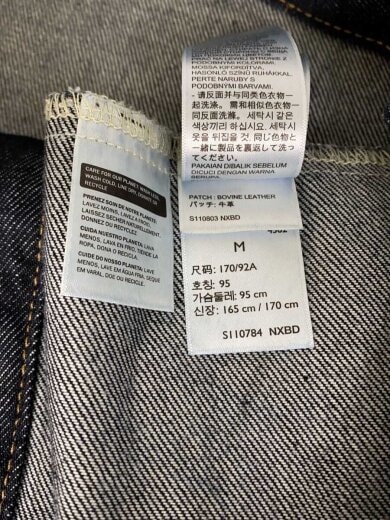 CARE FOR OUR PLANET: WASH LESS,
WASH COLD, LINE DRY, DONATE OR
RECYCLE
PRENEZ SOIN DE NOTRE PLANÈTE:
LAVEZ MOINS, LAVEZ À FROID,
LAISSEZ SÉCHER NATURELLEMENT,
DONNEZ OU RECYCLEZ
CUIDA NUESTRO PLANETA: LAVA
MENOS, LAVA EN FRÍO, TIENDE LA
ROPA, DONA O RECICLA
CUIDE DO NOSSO PLANETA: LAVE
MENOS, LAVE EM ÁGUA FRIA, SEQUE
EM VARAL, DOE OU RECICLE.
PODOBNYMI KOLORAMI.
MOSSA KIFORDÍTVA,
HASONLÓ SZÍNŰ RUHÁKKAL.
PERTE NARUBY S
PODOBNÝMI BARVAMI.
- 请反面并与同类色衣物一
起洗涤。需和相似色衣物一
同反面洗滌。세탁시 같은
색상끼리 하십시요. 세탁시
옷을 뒤집을 것. 同じ色物と
一緒に製品を裏返して洗っ
てください。
PAKAIAN DIBALIK SEBELUM
DICUCI DENGAN WARNA
SERUPA.
PATCH : BOVINE LEATHER
パッチ : 牛革
S110803 NXBD
M
尺码: 170/92A
호칭: 95
가슴둘레: 95 cm
신장: 165 cm / 170 cm
S110784 NXBD